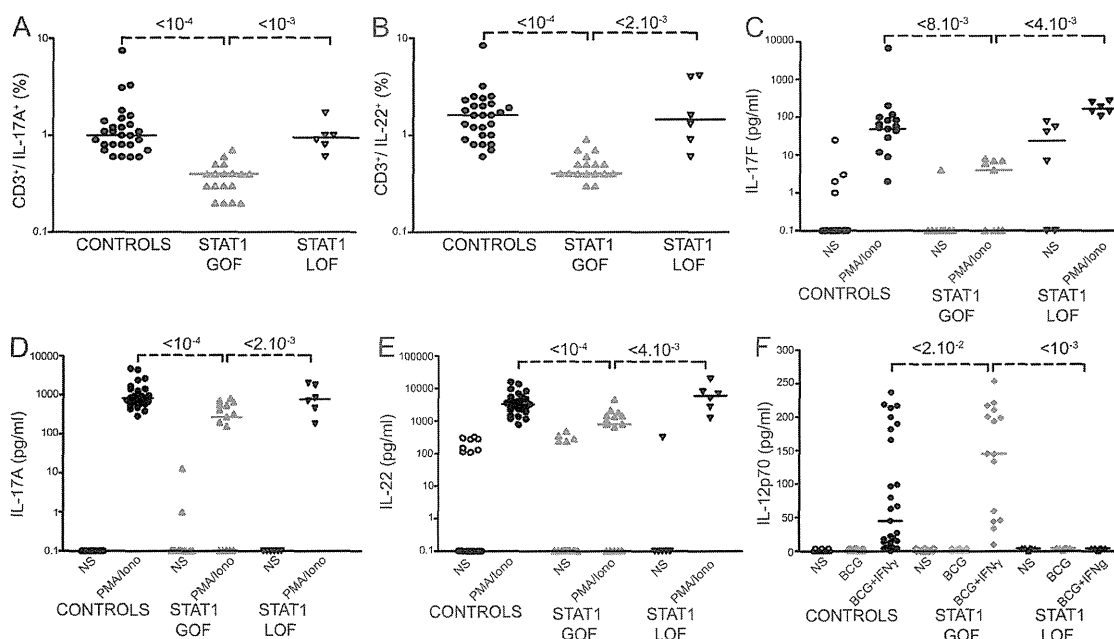 A
<10⁻⁴ <10⁻³
CD3⁺/ IL-17A⁺ (%)
10
1
0.1
CONTROLS STAT1 GOF STAT1 LOF
B
<10⁻⁴ <2.10⁻³
CD3⁺/ IL-22⁺ (%)
10
1
0.1
CONTROLS STAT1 GOF STAT1 LOF
C
<8.10⁻³ <4.10⁻³
IL-17F (pg/ml)
10000
1000
100
10
1
0.1
NS PMA/Iono NS PMA/Iono NS PMA/Iono
CONTROLS STAT1 GOF STAT1 LOF
D
<10⁻⁴ <2.10⁻³
IL-17A (pg/ml)
10000
1000
100
10
1
0.1
NS PMA/Iono NS PMA/Iono NS PMA/Iono
CONTROLS STAT1 GOF STAT1 LOF
E
<10⁻⁴ <4.10⁻³
IL-22 (pg/ml)
100000
10000
1000
100
10
1
0.1
NS PMA/Iono NS PMA/Iono NS PMA/Iono
CONTROLS STAT1 GOF STAT1 LOF
F
<2.10⁻² <10⁻³
IL-12p70 (pg/ml)
300
250
200
150
100
50
0
NS BCG BCG+IFNγ NS BCG BCG+IFNγ NS BCG BCG+IFNg
CONTROLS STAT1 GOF STAT1 LOF